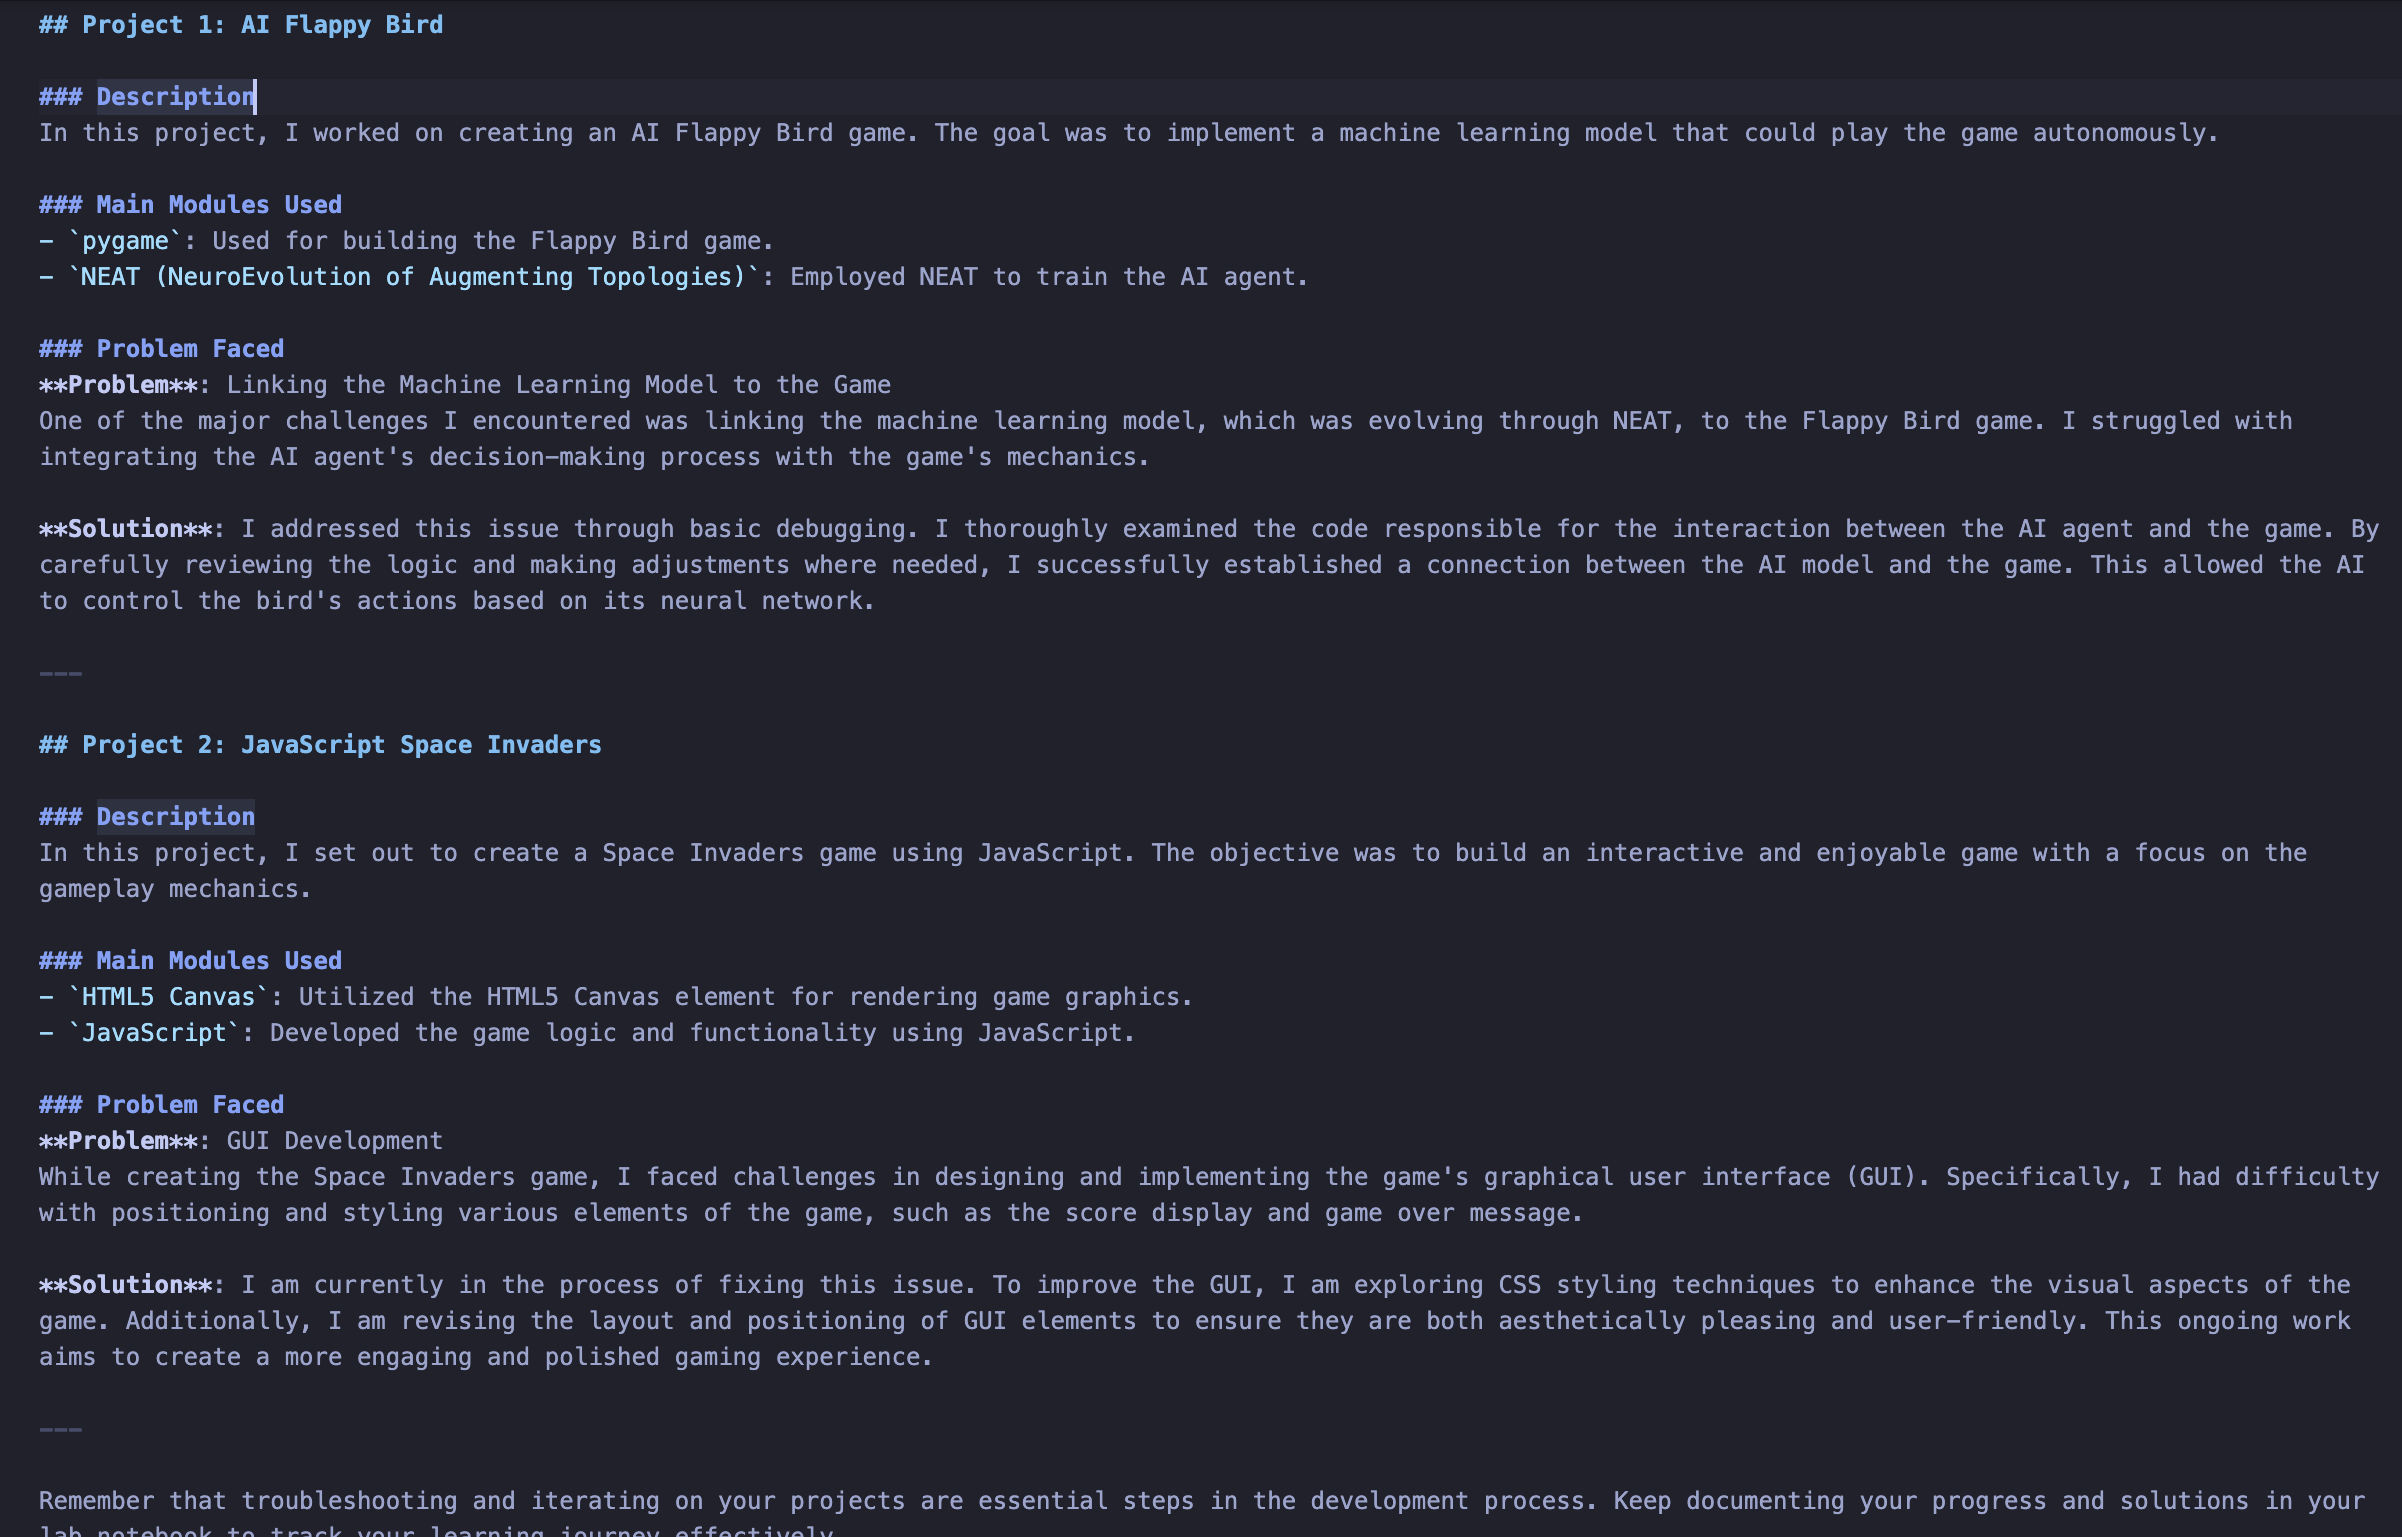 ## Project 1: AI Flappy Bird
### Description
In this project, I worked on creating an AI Flappy Bird game. The goal was to implement a machine learning model that could play the game autonomously.
### Main Modules Used
- `pygame`: Used for building the Flappy Bird game.
- `NEAT (NeuroEvolution of Augmenting Topologies)`: Employed NEAT to train the AI agent.
### Problem Faced
**Problem**: Linking the Machine Learning Model to the Game
One of the major challenges I encountered was linking the machine learning model, which was evolving through NEAT, to the Flappy Bird game. I struggled with
integrating the AI agent's decision-making process with the game's mechanics.
**Solution**: I addressed this issue through basic debugging. I thoroughly examined the code responsible for the interaction between the AI agent and the game. By
carefully reviewing the logic and making adjustments where needed, I successfully established a connection between the AI model and the game. This allowed the AI
to control the bird's actions based on its neural network.
---
## Project 2: JavaScript Space Invaders
### Description
In this project, I set out to create a Space Invaders game using JavaScript. The objective was to build an interactive and enjoyable game with a focus on the
gameplay mechanics.
### Main Modules Used
- `HTML5 Canvas`: Utilized the HTML5 Canvas element for rendering game graphics.
- `JavaScript`: Developed the game logic and functionality using JavaScript.
### Problem Faced
**Problem**: GUI Development
While creating the Space Invaders game, I faced challenges in designing and implementing the game's graphical user interface (GUI). Specifically, I had difficulty
with positioning and styling various elements of the game, such as the score display and game over message.
**Solution**: I am currently in the process of fixing this issue. To improve the GUI, I am exploring CSS styling techniques to enhance the visual aspects of the
game. Additionally, I am revising the layout and positioning of GUI elements to ensure they are both aesthetically pleasing and user-friendly. This ongoing work
aims to create a more engaging and polished gaming experience.
---
Remember that troubleshooting and iterating on your projects are essential steps in the development process. Keep documenting your progress and solutions in your
lab notebook to track your learning journey effectively.